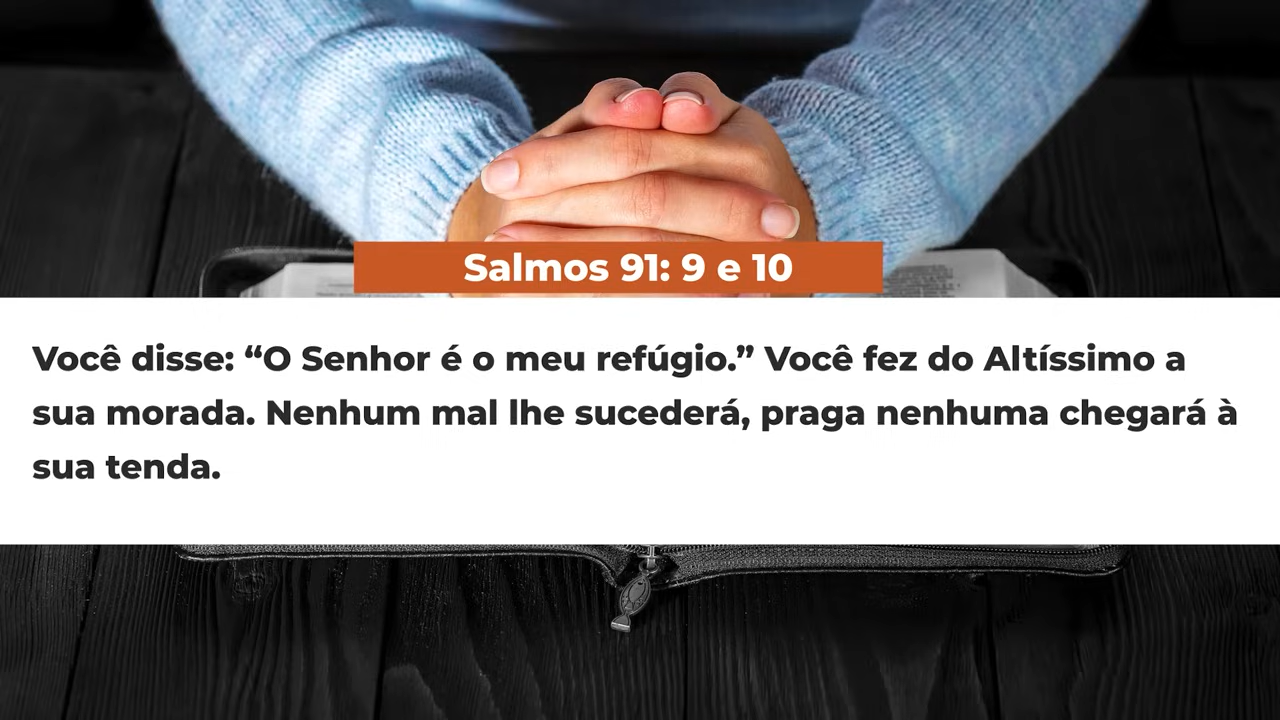 Salmos 91: 9 e 10
Você disse: “O Senhor é o meu refúgio.” Você fez do Altíssimo a
sua morada. Nenhum mal lhe sucederá, praga nenhuma chegará à
sua tenda.